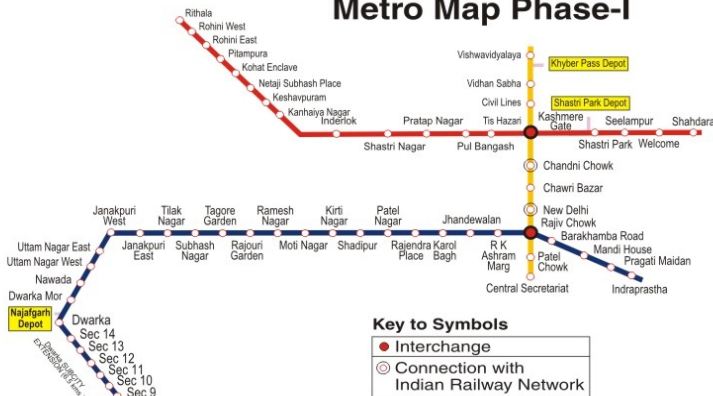 Metro Map Phase-I
Rithala
Rohini West
Rohini East
Pitampura
Kohat Enclave
Netaji Subhash Place
Keshavpuram
Kanhaiya Nagar
Inderlok
Shastri Nagar
Pratap Nagar
Pul Bangash
Tis Hazari
Kashmere
Gate
Shastri Park
Seelampur
Welcome
Shahdara
Vishwavidyalaya
Khyber Pass Depot
Vidhan Sabha
Civil Lines
Shastri Park Depot
Chandni Chowk
Chawri Bazar
New Delhi
Rajiv Chowk
Patel
Chowk
Central Secretariat
Barakhamba Road
Mandi House
Pragati Maidan
Indraprastha
R K
Ashram
Marg
Jhandewalan
Karol
Bagh
Rajendra
Place
Patel
Nagar
Shadipur
Kirti
Nagar
Moti Nagar
Ramesh
Nagar
Rajouri
Garden
Tagore
Garden
Subhash
Nagar
Tilak
Nagar
Janakpuri
East
Janakpuri
West
Uttam Nagar East
Uttam Nagar West
Nawada
Dwarka Mor
Najafgarh
Depot
Dwarka
Sec 14
Sec 13
Sec 12
Sec 11
Sec 10
Sec 9
Dwarka SUBCITY
EXTENSION (6.5 kms
Key to Symbols
Interchange
Connection with
Indian Railway Network